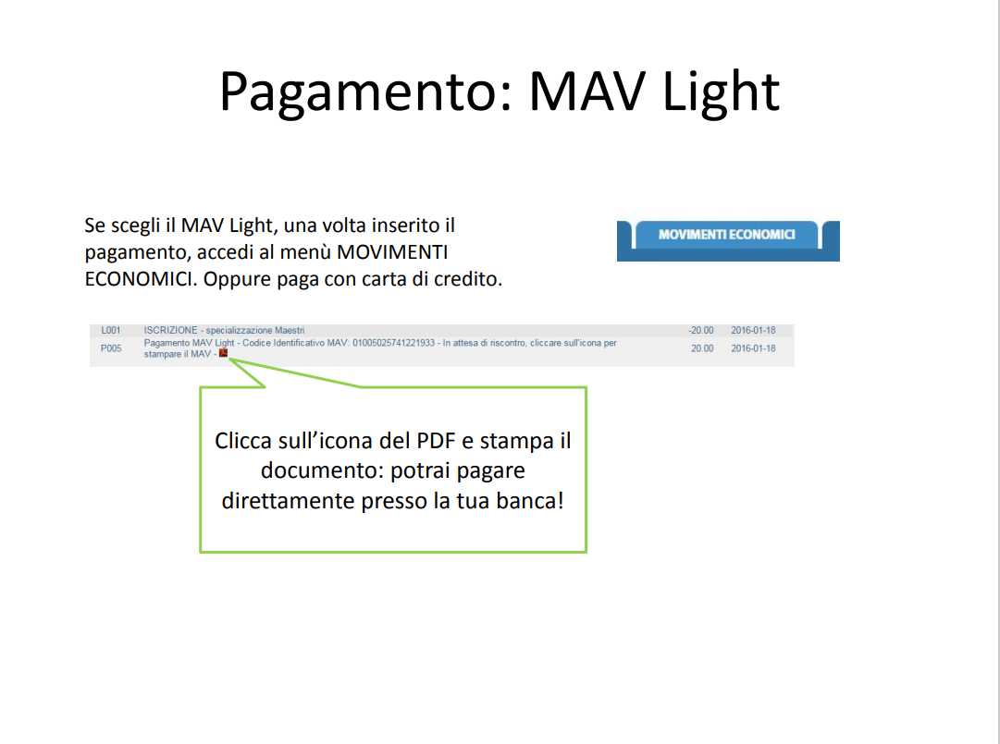 Pagamento: MAV Light
Se scegli il MAV Light, una volta inserito il
pagamento, accedi al menù MOVIMENTI
ECONOMICI. Oppure paga con carta di credito.
MOVIMENTI ECONOMICI
L001 ISCRIZIONE - specializzazione Maestri -20.00 2016-01-18
P005 Pagamento MAV Light - Codice Identificativo MAV: 01005025741221933 - In attesa di riscontro, cliccare sull'icona per 20.00 2016-01-18
stampare il MAV -
Clicca sull’icona del PDF e stampa il
documento: potrai pagare
direttamente presso la tua banca!